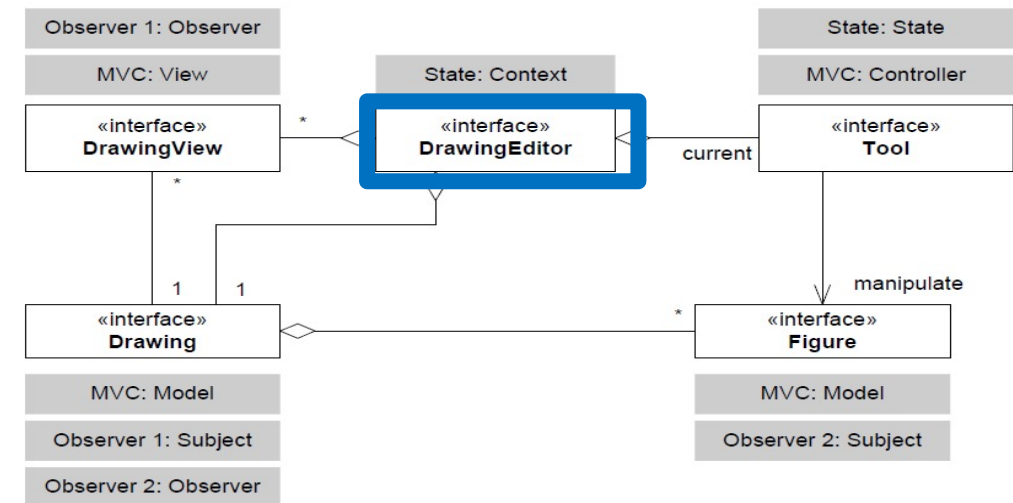 Observer 1: Observer
State: State
MVC: View
State: Context
MVC: Controller
«interface»
DrawingView
*
«interface»
DrawingEditor
current
«interface»
Tool
*
1
1
manipulate
«interface»
Drawing
*
«interface»
Figure
MVC: Model
MVC: Model
Observer 1: Subject
Observer 2: Subject
Observer 2: Observer